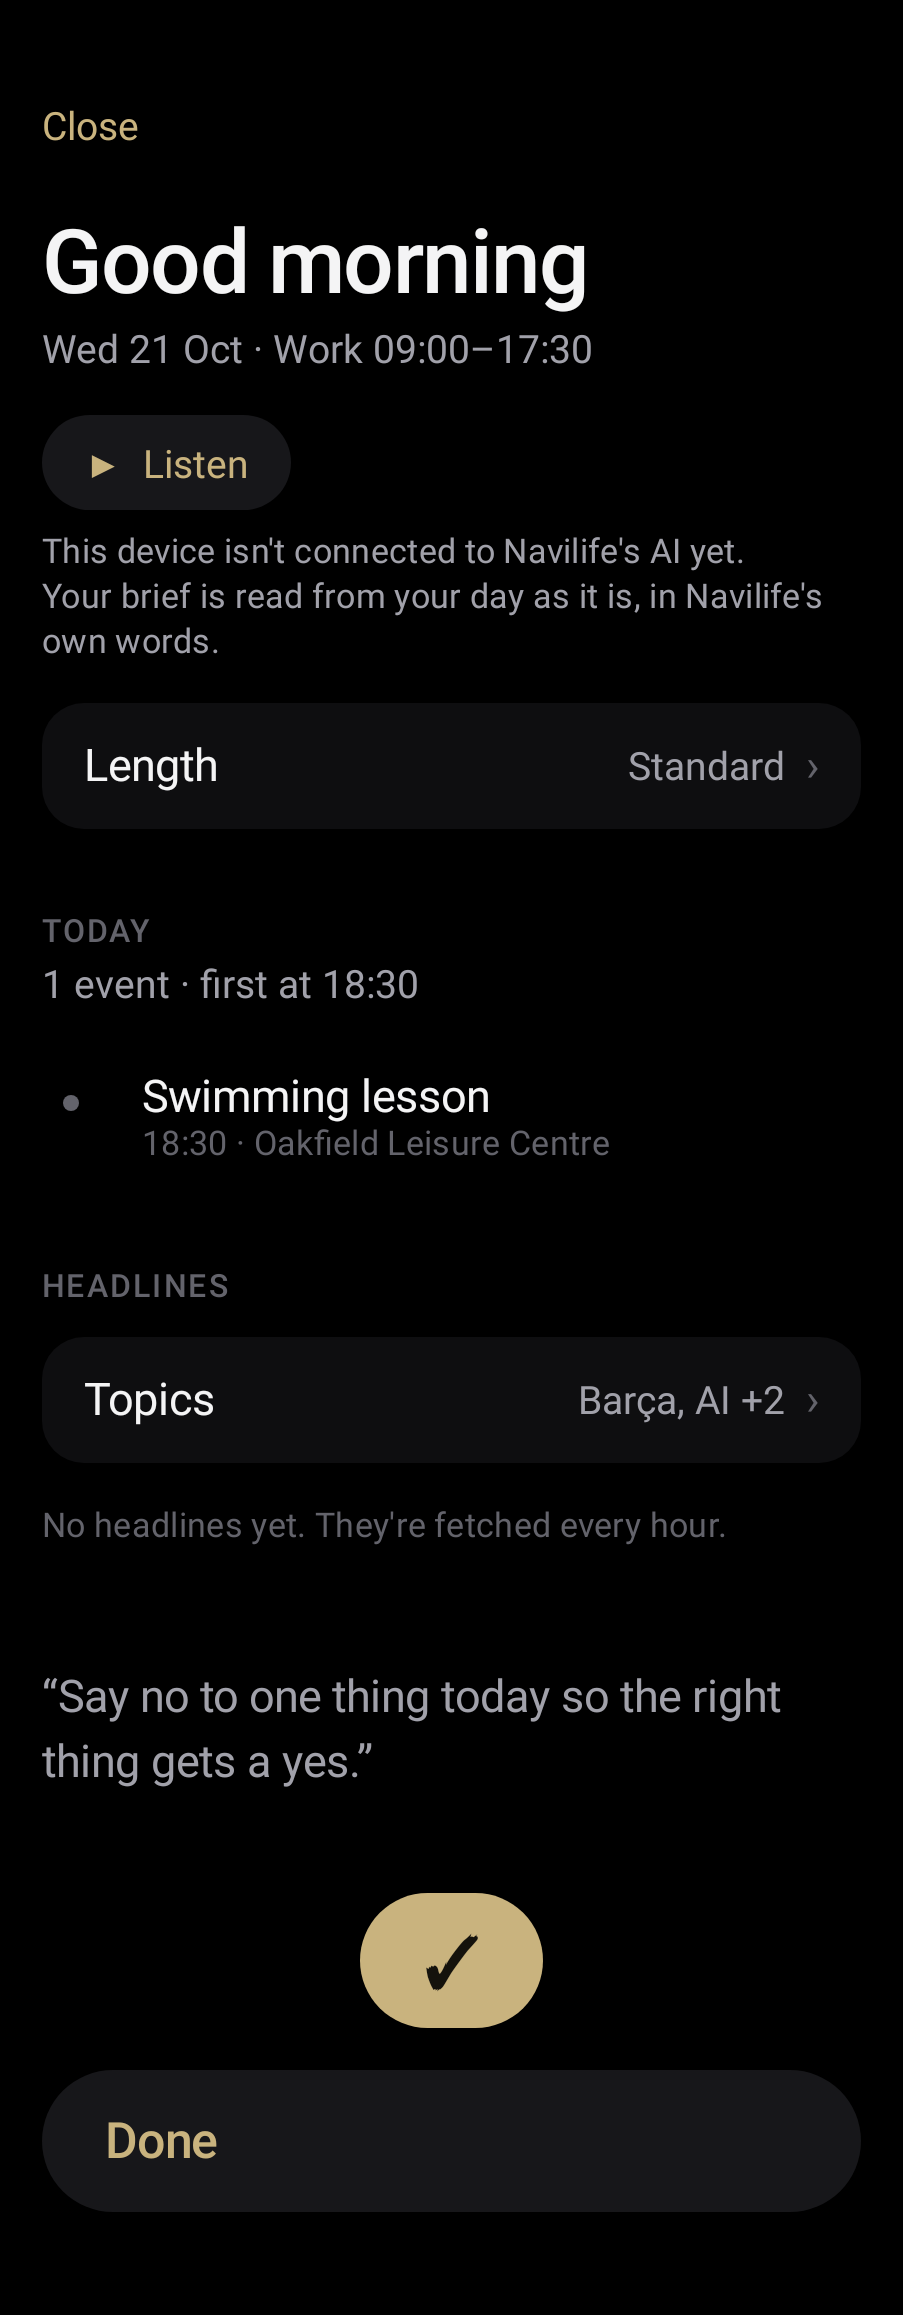 Close
Good morning
Wed 21 Oct · Work 09:00–17:30
► Listen
This device isn't connected to Navilife's AI yet.
Your brief is read from your day as it is, in Navilife's
own words.
Length Standard ›
TODAY
1 event · first at 18:30
Swimming lesson
18:30 · Oakfield Leisure Centre
HEADLINES
Topics Barça, AI +2 ›
No headlines yet. They're fetched every hour.
“Say no to one thing today so the right
thing gets a yes.”
✓
Done